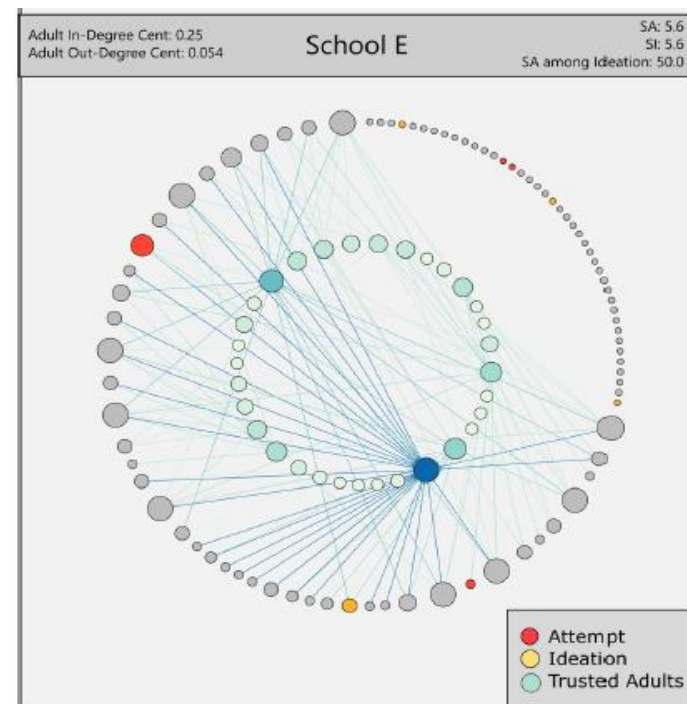 Adult In-Degree Cent: 0.25
Adult Out-Degree Cent: 0.054
School E
SA: 5.6
SI: 5.6
SA among Ideation: 50.0
Attempt
Ideation
Trusted Adults